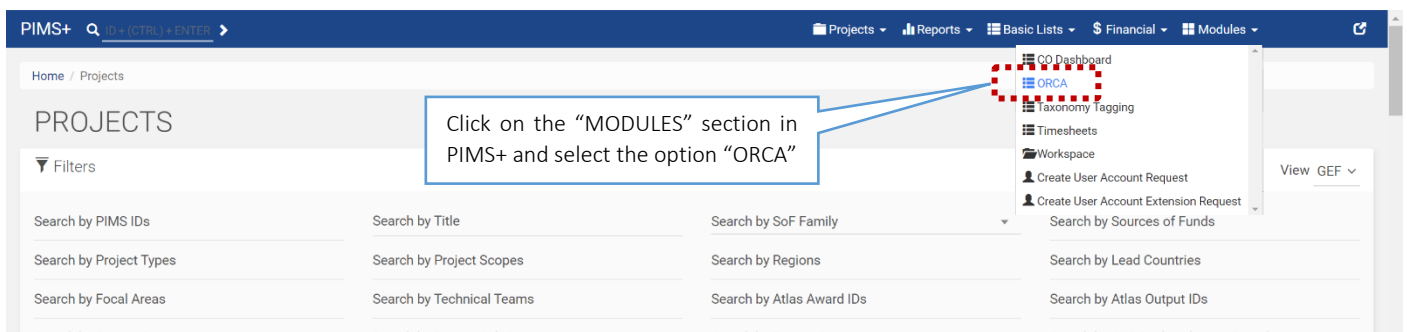 PIMS+ ID + (CTRL) + ENTER Projects Reports Basic Lists $ Financial Modules
Home / Projects
PROJECTS
Filters
Click on the “MODULES” section in
PIMS+ and select the option “ORCA”
CO Dashboard
ORCA
Taxonomy Tagging
Timesheets
Workspace
Create User Account Request
Create User Account Extension Request
View GEF
Search by PIMS IDs Search by Title Search by SoF Family Search by Sources of Funds
Search by Project Types Search by Project Scopes Search by Regions Search by Lead Countries
Search by Focal Areas Search by Technical Teams Search by Atlas Award IDs Search by Atlas Output IDs